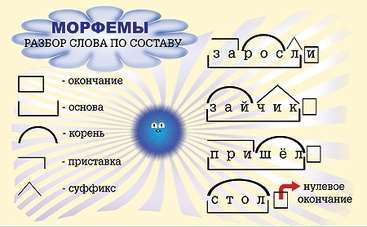 МОРФЕМЫ
РАЗБОР СЛОВА ПО СОСТАВУ
- окончание
- основа
- корень
- приставка
- суффикс
заросли
зайчик
пришёл
стол
нулевое
окончание